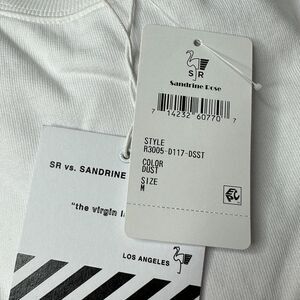 S R
Sandrine Rose
7 14232 60770 7
STYLE
R3005-D117-DSST
COLOR
DUST
SIZE
M
SR vs. SANDRINE
"the virgin
LOS ANGELES